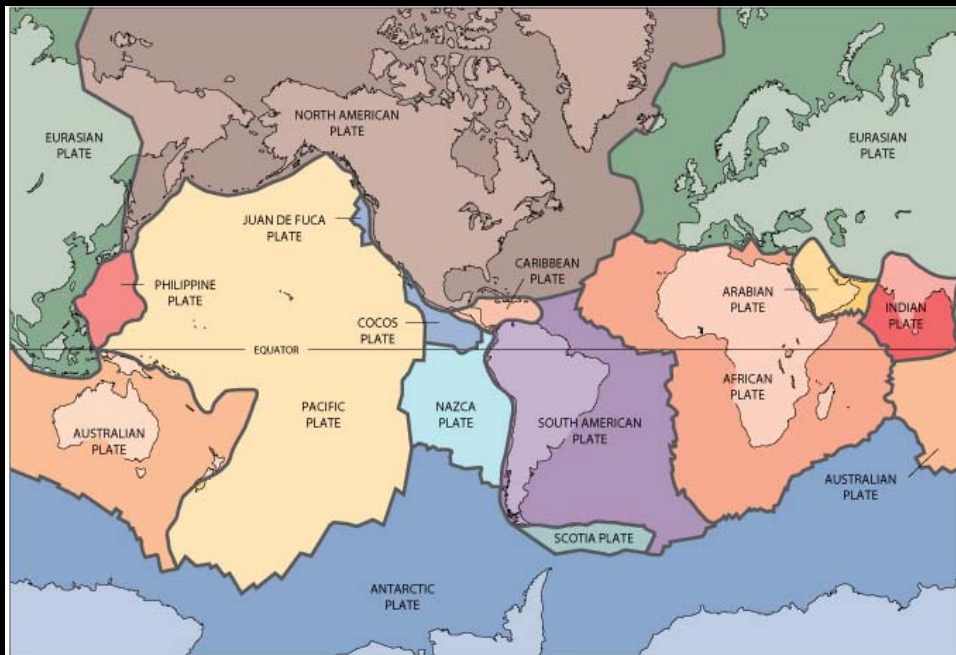 NORTH AMERICAN
PLATE
EURASIAN
PLATE
EURASIAN
PLATE
JUAN DE FUCA
PLATE
CARIBBEAN
PLATE
PHILIPPINE
PLATE
ARABIAN
PLATE
INDIAN
PLATE
COCOS
PLATE
EQUATOR
AFRICAN
PLATE
PACIFIC
PLATE
NAZCA
PLATE
SOUTH AMERICAN
PLATE
AUSTRALIAN
PLATE
AUSTRALIAN
PLATE
SCOTIA PLATE
ANTARCTIC
PLATE